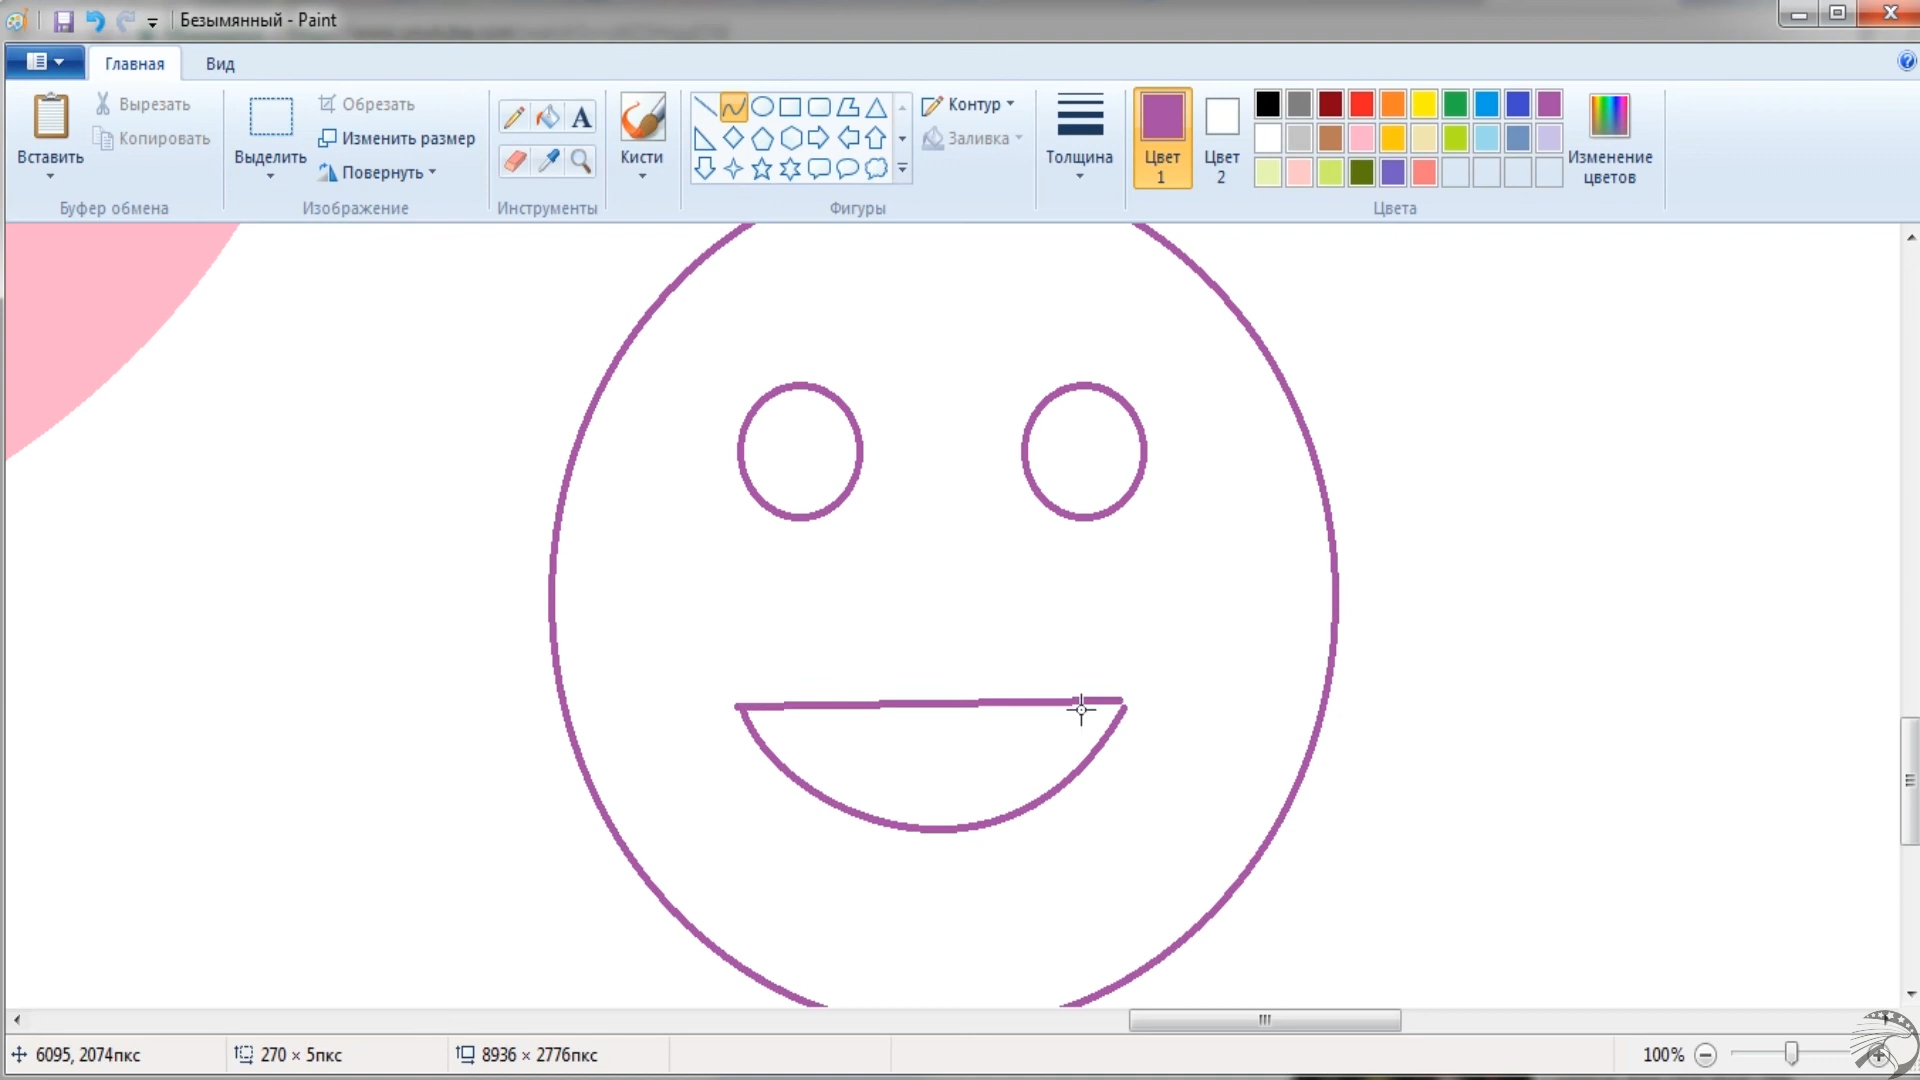 Безымянный - Paint
Главная Вид
Вставить
Вырезать
Копировать
Буфер обмена
Выделить
Обрезать
Изменить размер
Повернуть
Изображение
A
Инструменты
Кисти
Фигуры
Контур
Заливка
Толщина
Цвет
1
Цвет
2
Изменение
цветов
Цвета
6095, 2074пкс 270 × 5пкс 8936 × 2776пкс 100%